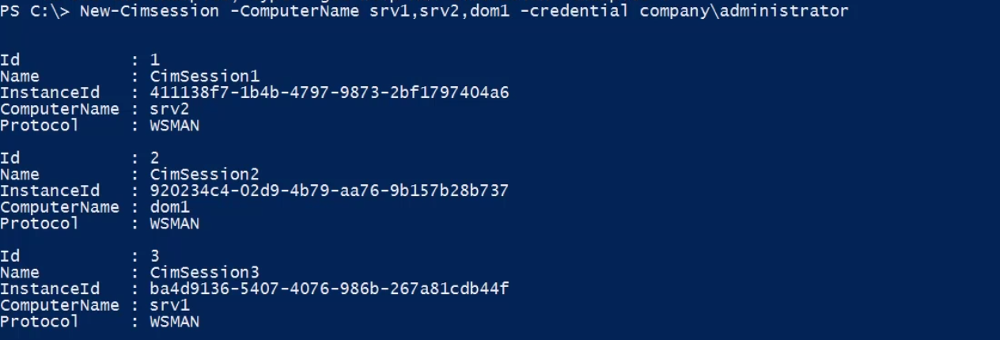 PS C:\> New-Cimsession -ComputerName srv1,srv2,dom1 -credential company\administrator
Id : 1
Name : CimSession1
InstanceId : 411138f7-1b4b-4797-9873-2bf1797404a6
ComputerName : srv2
Protocol : WSMAN
Id : 2
Name : CimSession2
InstanceId : 920234c4-02d9-4b79-aa76-9b157b28b737
ComputerName : dom1
Protocol : WSMAN
Id : 3
Name : CimSession3
InstanceId : ba4d9136-5407-4076-986b-267a81cdb44f
ComputerName : srv1
Protocol : WSMAN